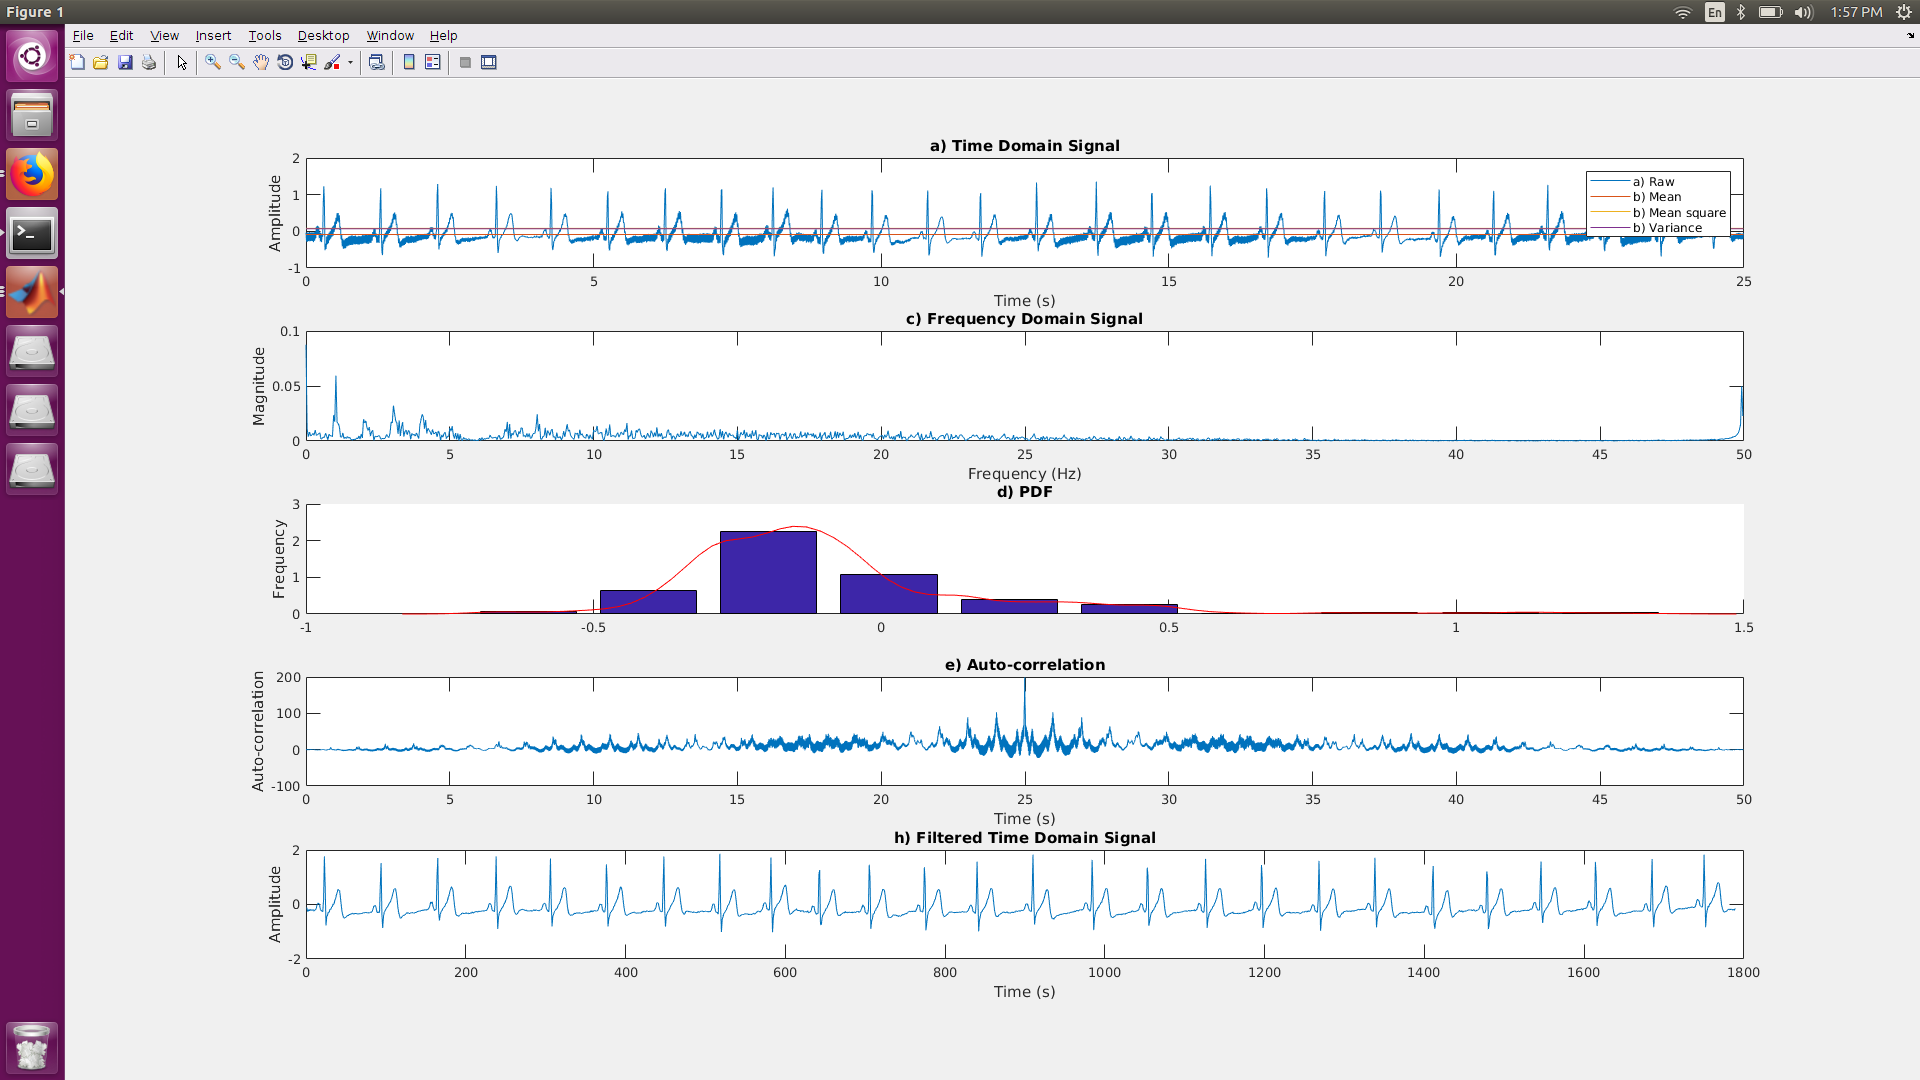 Figure 1
En
1:57 PM
File Edit View Insert Tools Desktop Window Help
a) Time Domain Signal
Amplitude
2
1
0
-1
a) Raw
b) Mean
b) Mean square
b) Variance
0 5 10 15 20 25
Time (s)
c) Frequency Domain Signal
Magnitude
0.1
0.05
0
0 5 10 15 20 25 30 35 40 45 50
Frequency (Hz)
d) PDF
Frequency
3
2
1
0
-1 -0.5 0 0.5 1 1.5
e) Auto-correlation
Auto-correlation
200
100
0
-100
0 5 10 15 20 25 30 35 40 45 50
Time (s)
h) Filtered Time Domain Signal
Amplitude
2
0
-2
0 200 400 600 800 1000 1200 1400 1600 1800
Time (s)